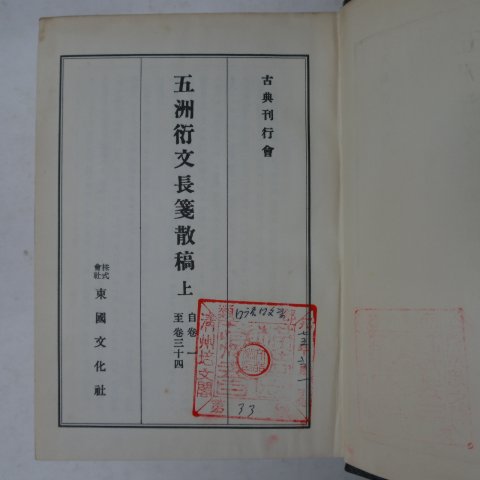 古典刊行會
五洲衍文長箋散稿 上
自卷一
至卷三十四
株式會社 東國文化社
33